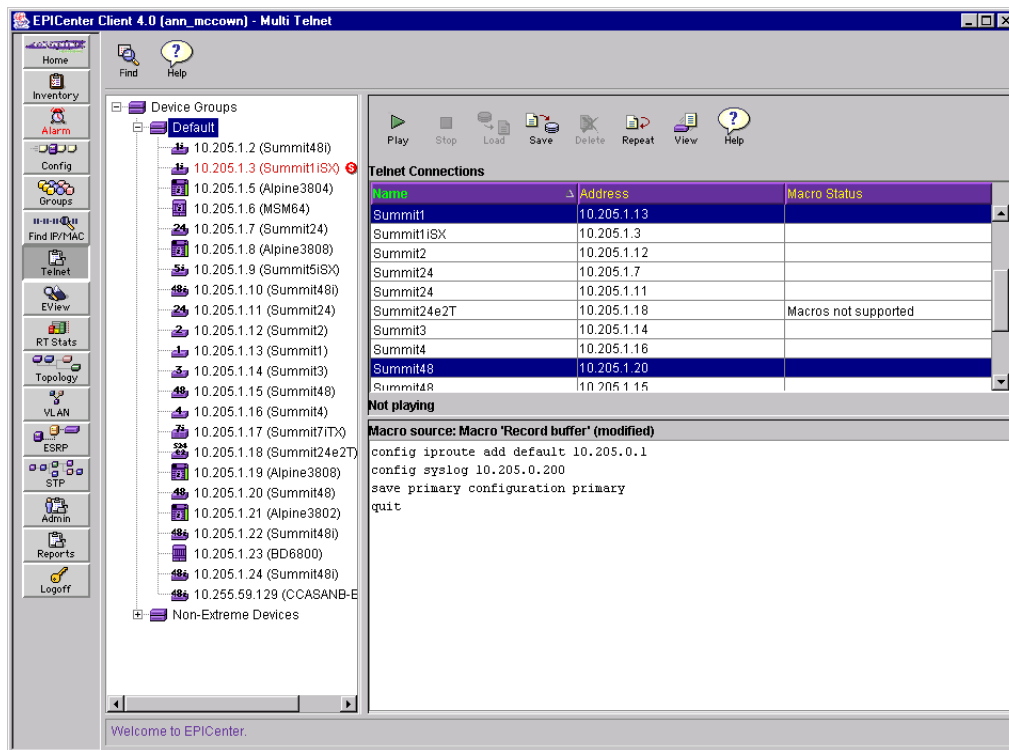 EPICenter Client 4.0 (ann_mccown) - Multi Telnet
Home
Inventory
Alarm
Config
Groups
Find IP/MAC
Telnet
EView
RT Stats
Topology
VLAN
ESRP
STP
Admin
Reports
Logoff
Find
Help
Device Groups
Default
10.205.1.2 (Summit48i)
10.205.1.3 (Summit1iSX)
10.205.1.5 (Alpine3804)
10.205.1.6 (MSM64)
10.205.1.7 (Summit24)
10.205.1.8 (Alpine3808)
10.205.1.9 (Summit5iSX)
10.205.1.10 (Summit48i)
10.205.1.11 (Summit24)
10.205.1.12 (Summit2)
10.205.1.13 (Summit1)
10.205.1.14 (Summit3)
10.205.1.15 (Summit48)
10.205.1.16 (Summit4)
10.205.1.17 (Summit7iTX)
10.205.1.18 (Summit24e2T)
10.205.1.19 (Alpine3808)
10.205.1.20 (Summit48)
10.205.1.21 (Alpine3802)
10.205.1.22 (Summit48i)
10.205.1.23 (BD6800)
10.205.1.24 (Summit48i)
10.255.59.129 (CCASANB-E
Non-Extreme Devices
Play Stop Load Save Delete Repeat View Help
Telnet Connections
Name Address Macro Status
Summit1 10.205.1.13
Summit1iSX 10.205.1.3
Summit2 10.205.1.12
Summit24 10.205.1.7
Summit24 10.205.1.11
Summit24e2T 10.205.1.18 Macros not supported
Summit3 10.205.1.14
Summit4 10.205.1.16
Summit48 10.205.1.20
Summit48 10.205.1.15
Not playing
Macro source: Macro 'Record buffer' (modified)
config iproute add default 10.205.0.1
config syslog 10.205.0.200
save primary configuration primary
quit
Welcome to EPICenter.